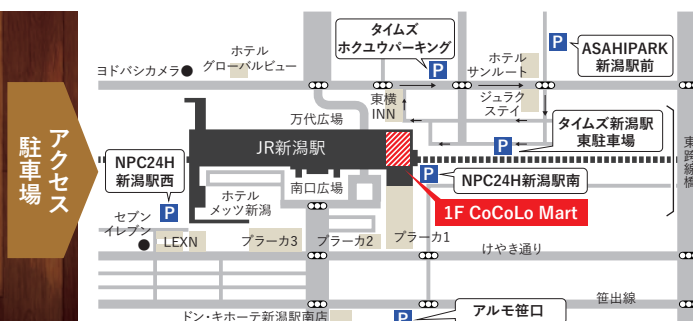 アクセス
駐車場
タイムズ
ホクユウパーキング
P
P
ASAHIPARK
新潟駅前
ホテル
グローバルビュー
ヨドバシカメラ
ホテル
サンルート
東横
INN
ジュラク
ステイ
万代広場
タイムズ新潟駅
東駐車場
P
JR新潟駅
東跨線橋
NPC24H
新潟駅西
P
南口広場
P
NPC24H新潟駅南
ホテル
メッツ新潟
1F CoCoLo Mart
セブン
イレブン
LEXN
プラーカ3
プラーカ2
プラーカ1
けやき通り
笹出線
ドン・キホーテ新潟駅南店
P
アルモ笹口